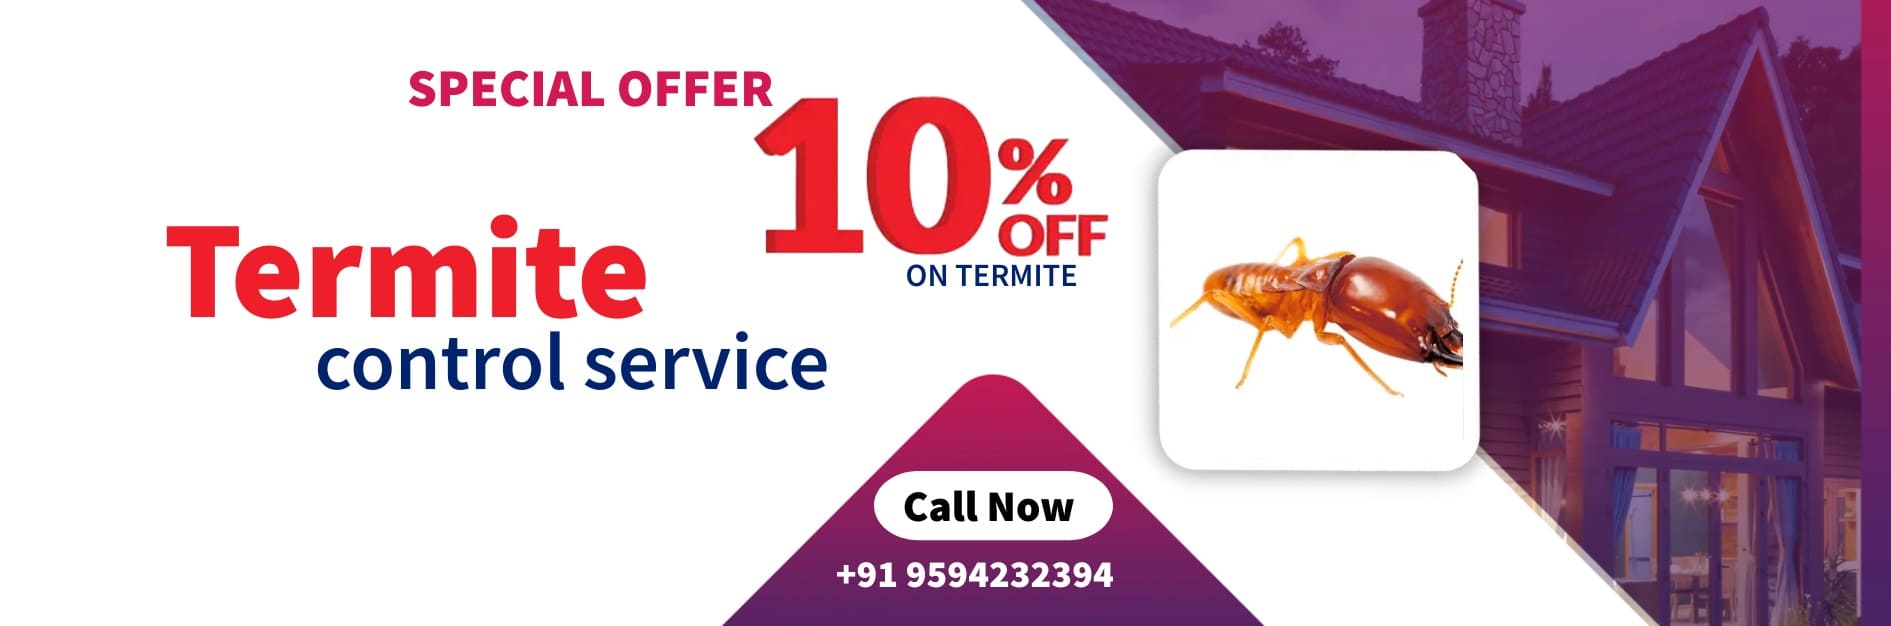 SPECIAL OFFER
10%
OFF
ON TERMITE
Termite
control service
Call Now
+91 9594232394